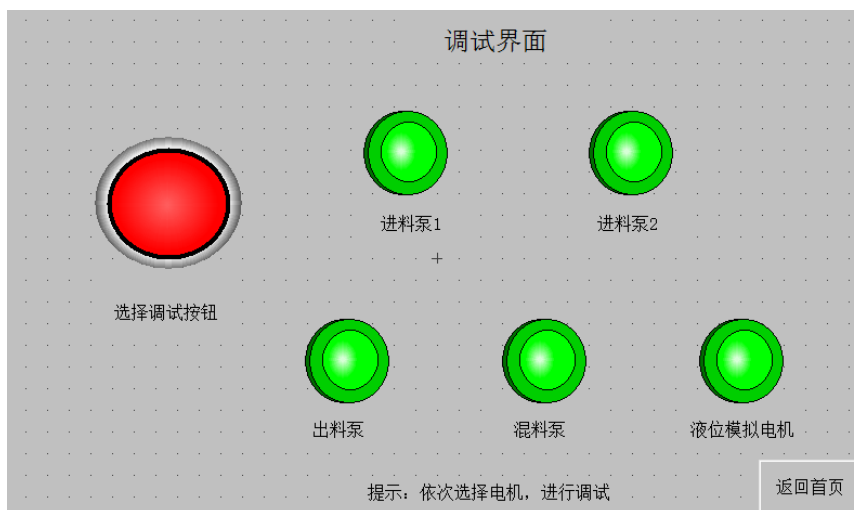 调试界面
进料泵1
进料泵2
选择调试按钮
出料泵
混料泵
液位模拟电机
提示：依次选择电机，进行调试
返回首页